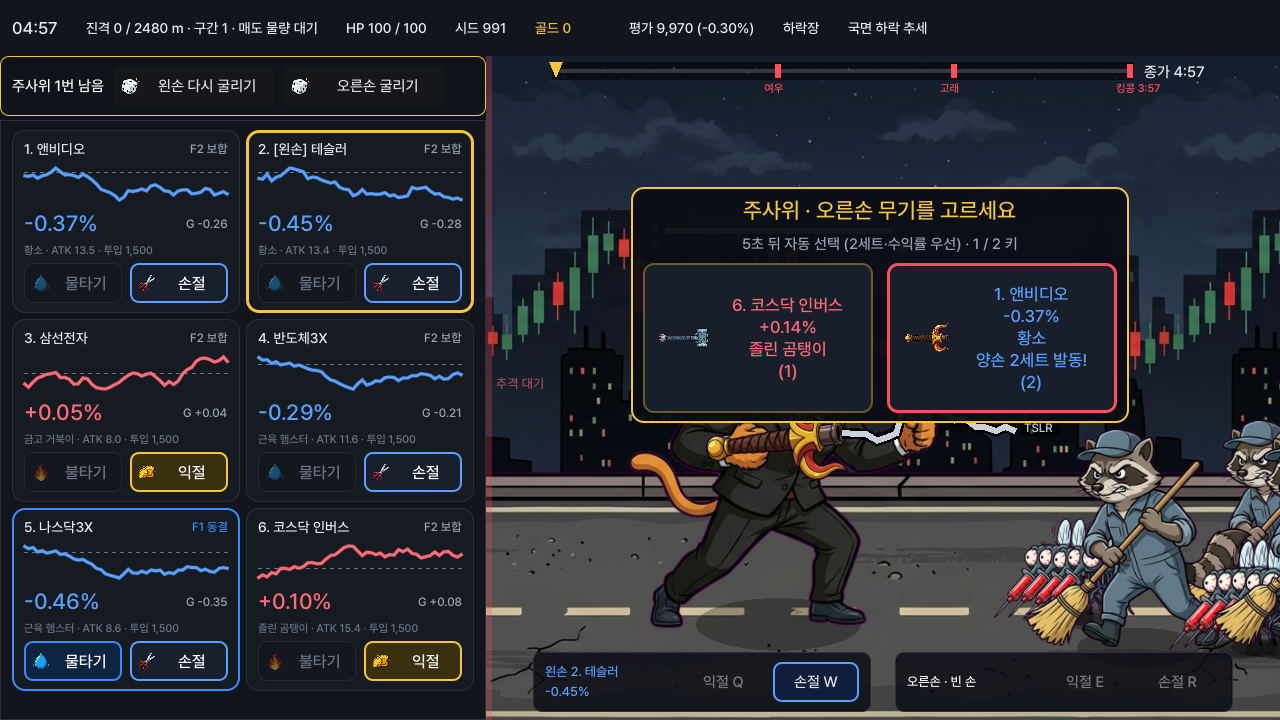 04:57
진격 0 / 2480 m · 구간 1 · 매도 물량 대기
HP 100 / 100
시드 991
골드 0
평가 9,970 (-0.30%)
하락장
국면 하락 추세
주사위 1번 남음
왼손 다시 굴리기
오른손 굴리기
1. 앤비디오
F2 보합
-0.37%
G -0.26
황소 · ATK 13.5 · 투입 1,500
물타기
손절
2. [왼손] 테슬러
F2 보합
-0.45%
G -0.28
황소 · ATK 13.4 · 투입 1,500
물타기
손절
3. 삼선전자
F2 보합
+0.05%
G +0.04
금고 거북이 · ATK 8.0 · 투입 1,500
불타기
익절
4. 반도체3X
F2 보합
-0.29%
G -0.21
근육 햄스터 · ATK 11.6 · 투입 1,500
물타기
손절
5. 나스닥3X
F1 동결
-0.46%
G -0.35
근육 햄스터 · ATK 8.6 · 투입 1,500
물타기
손절
6. 코스닥 인버스
F2 보합
+0.10%
G +0.08
졸린 곰탱이 · ATK 15.4 · 투입 1,500
불타기
익절
종가 4:57
여우
고래
킹콩 3:57
주사위 · 오른손 무기를 고르세요
5초 뒤 자동 선택 (2세트·수익률 우선) · 1 / 2 키
6. 코스닥 인버스
+0.14%
졸린 곰탱이
(1)
1. 앤비디오
-0.37%
황소
양손 2세트 발동!
(2)
추격 대기
TSLR
왼손 2. 테슬러
-0.45%
익절 Q
손절 W
오른손 · 빈 손
익절 E
손절 R